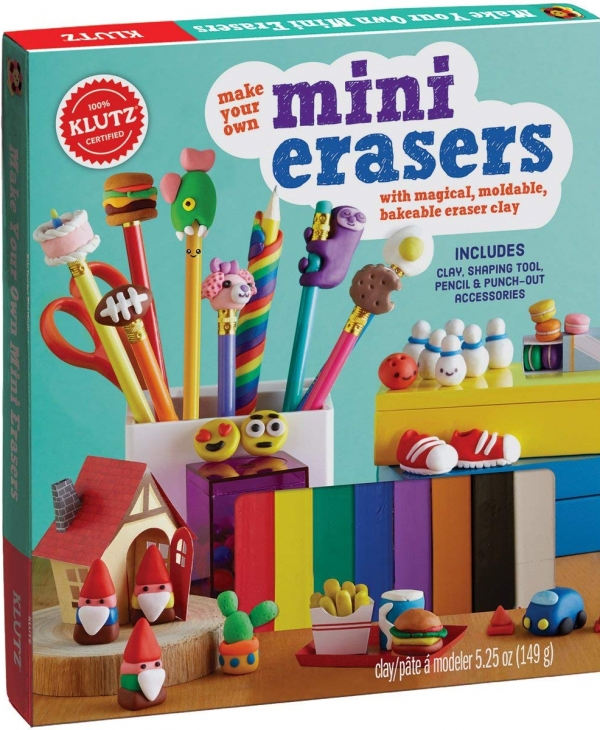 KLUTZ
Make Your Own Mini Erasers
100%
KLUTZ
CERTIFIED
make
your
own
mini
erasers
with magical, moldable,
bakeable eraser clay
INCLUDES
CLAY, SHAPING TOOL,
PENCIL & PUNCH-OUT
ACCESSORIES
Make Your Own Mini Erasers
KLUTZ
clay/pâte á modeler 5.25 oz (149 g)